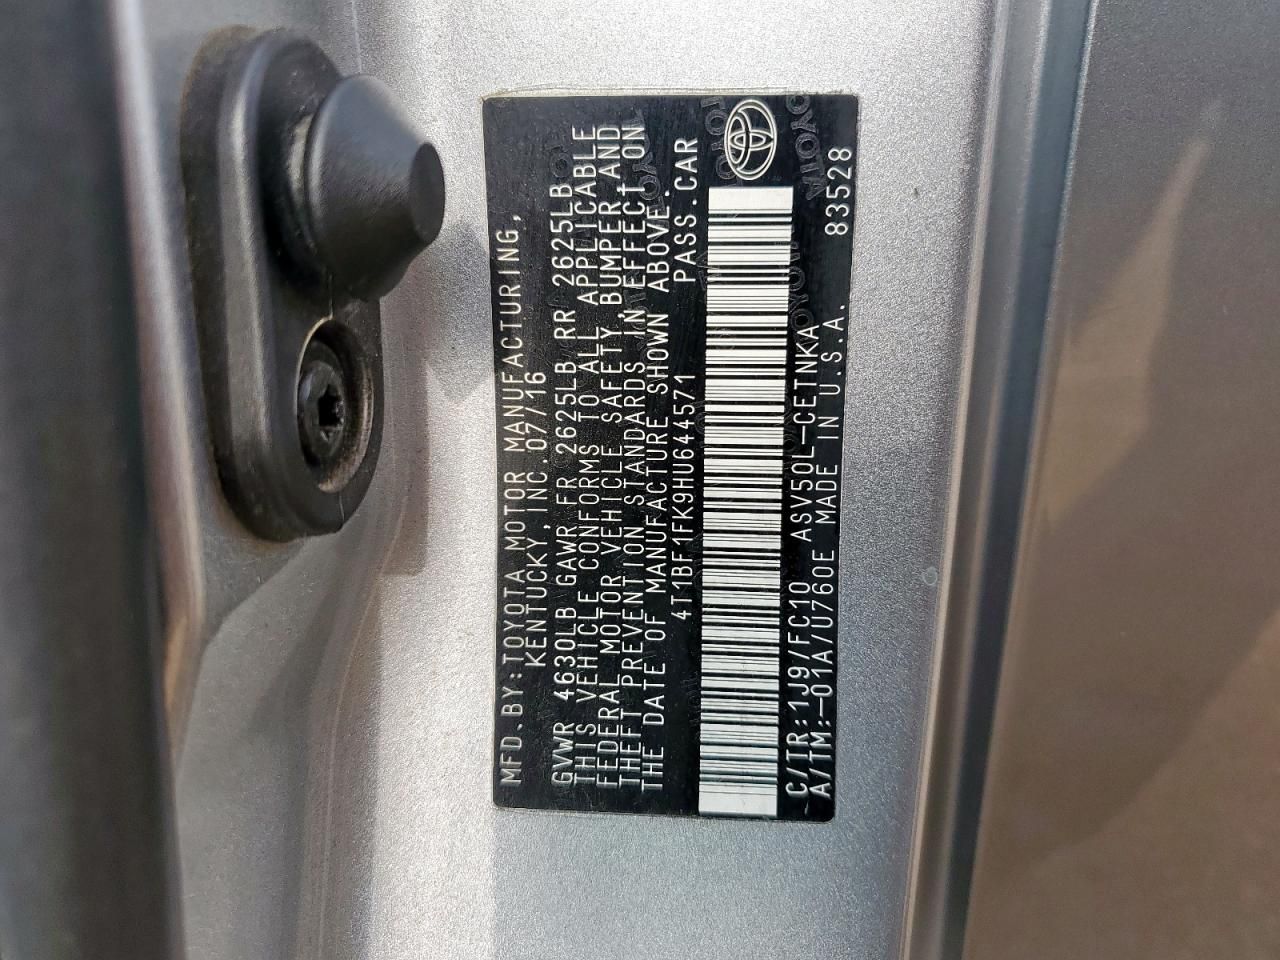 MFD.BY:TOYOTA MOTOR MANUFACTURING,
KENTUCKY,INC. 07/16
GVWR 4630LB GAWR FR 2625LB RR 2625LB
THIS VEHICLE CONFORMS TO ALL APPLICABLE
FEDERAL MOTOR VEHICLE SAFETY, BUMPER, AND
THEFT PREVENTION STANDARDS IN EFFECT ON
THE DATE OF MANUFACTURE SHOWN ABOVE.
4T1BF1FK9HU644571 PASS.CAR
C/TR:1J9/FC10 ASV50L-CETNKA
A/TM:-01A/U760E MADE IN U.S.A. 83528